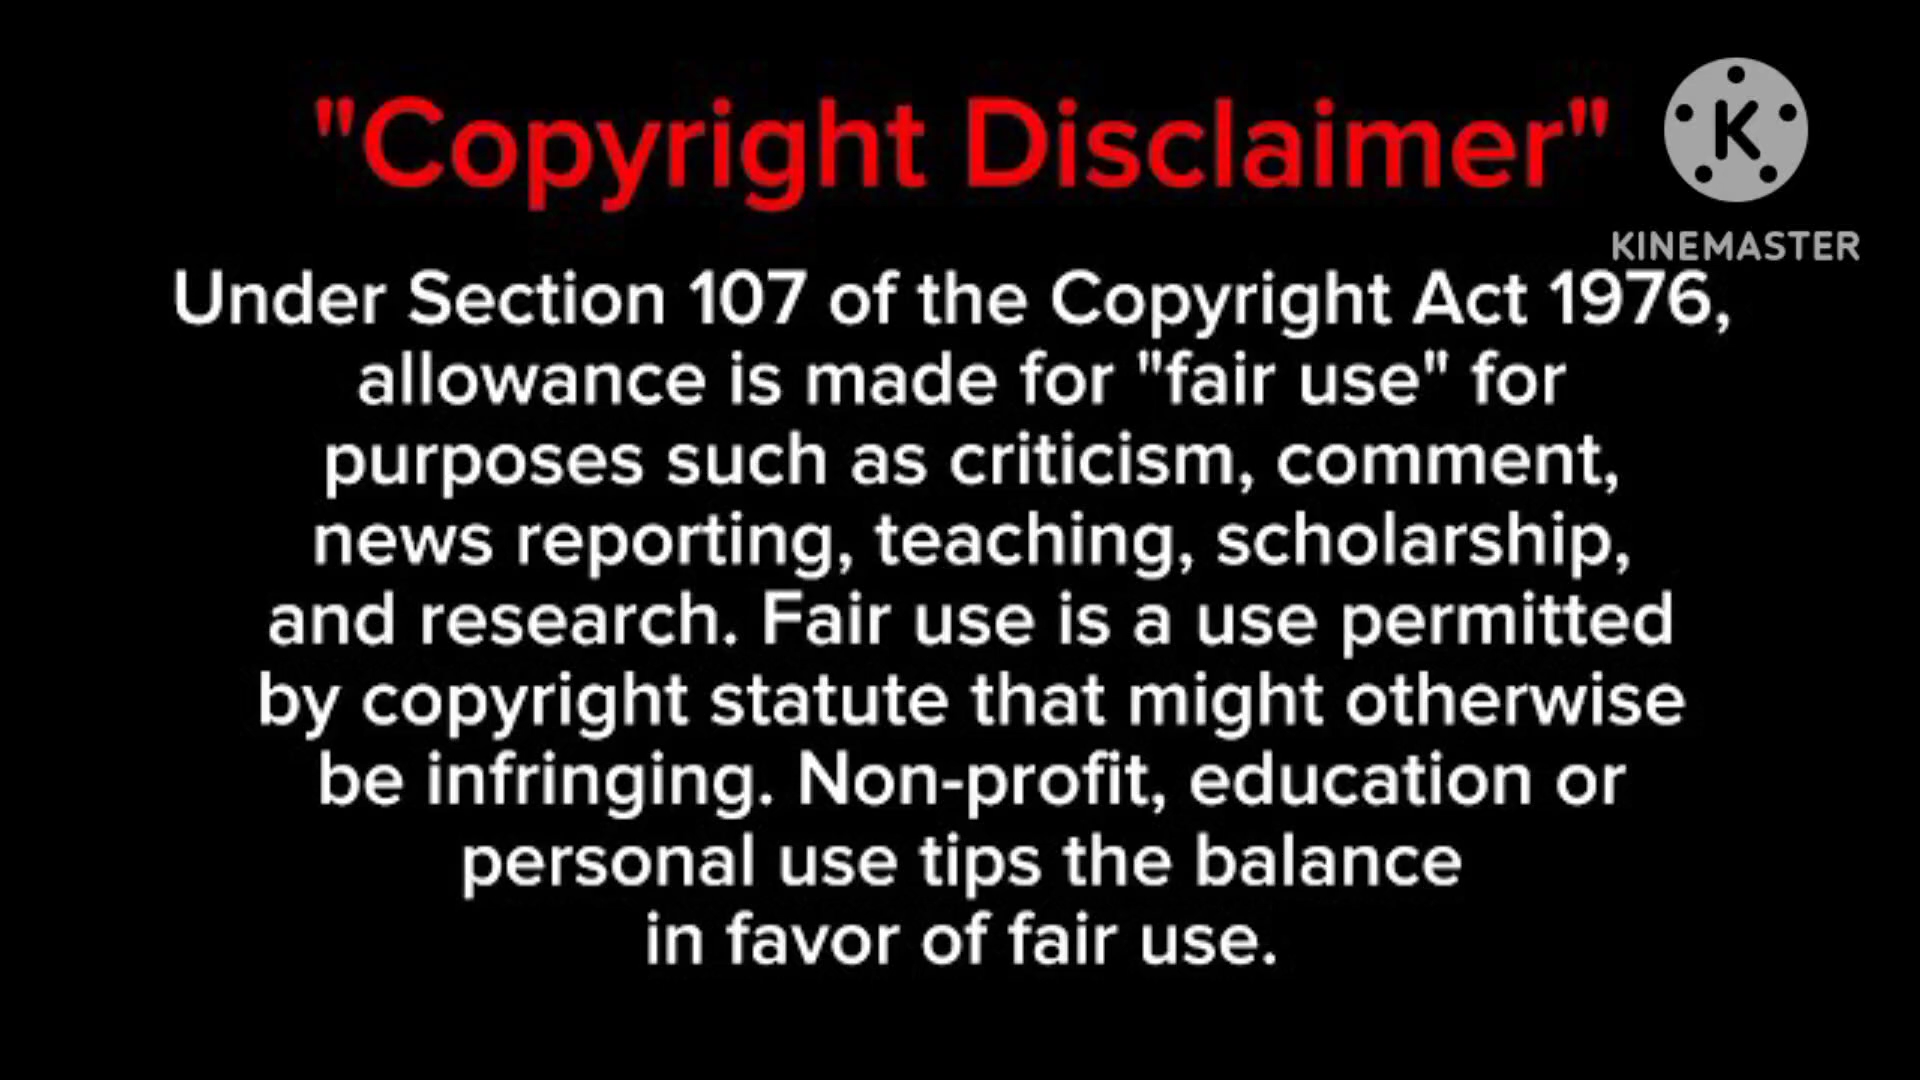 "Copyright Disclaimer"
K
KINEMASTER
Under Section 107 of the Copyright Act 1976,
allowance is made for "fair use" for
purposes such as criticism, comment,
news reporting, teaching, scholarship,
and research. Fair use is a use permitted
by copyright statute that might otherwise
be infringing. Non-profit, education or
personal use tips the balance
in favor of fair use.